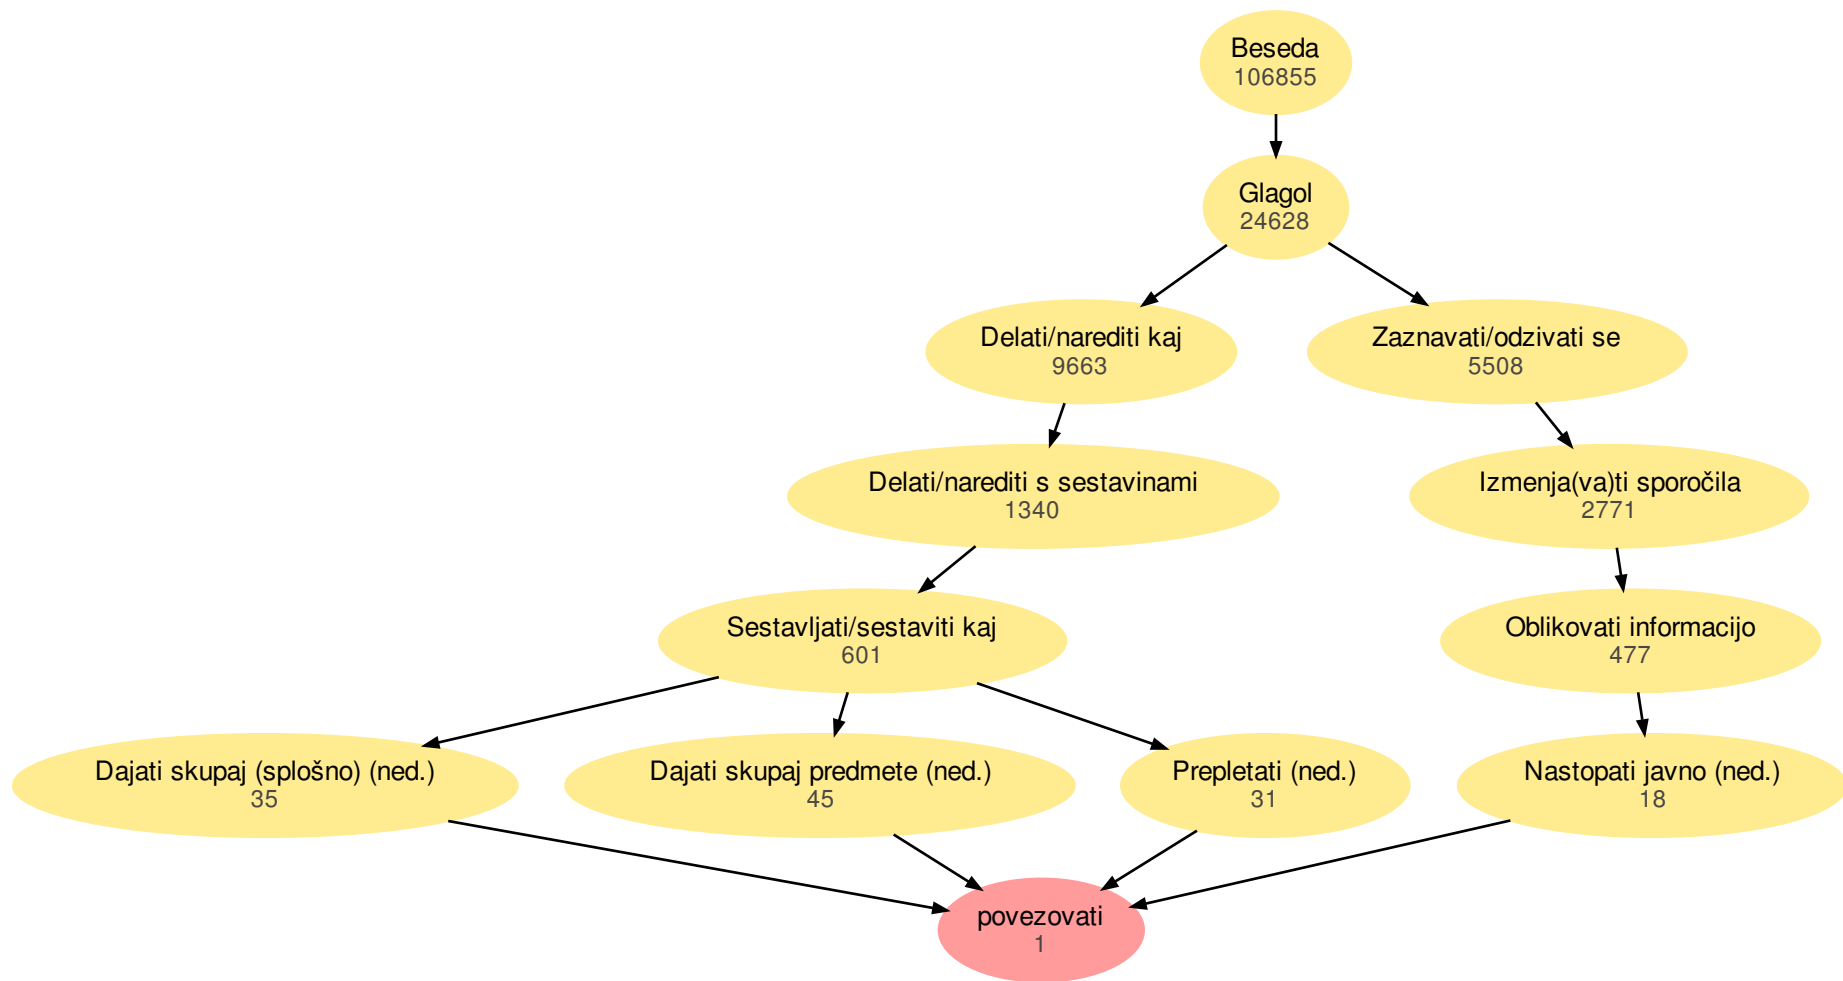 Beseda
106855
Glagol
24628
Delati/narediti kaj
9663
Zaznavati/odzivati se
5508
Delati/narediti s sestavinami
1340
Izmenja(va)ti sporočila
2771
Sestavljati/sestaviti kaj
601
Oblikovati informacijo
477
Dajati skupaj (splošno) (ned.)
35
Dajati skupaj predmete (ned.)
45
Prepletati (ned.)
31
Nastopati javno (ned.)
18
povezovati
1